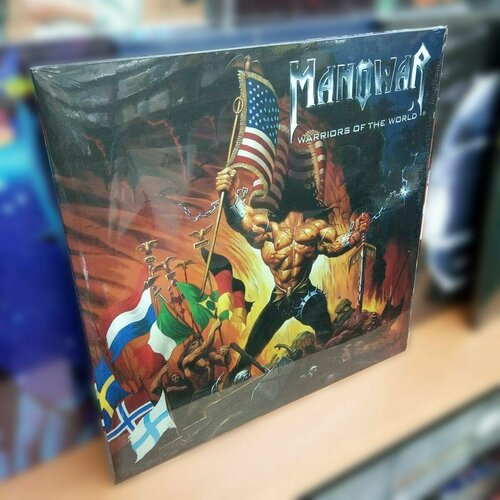 MANOWAR
WARRIORS OF THE WORLD